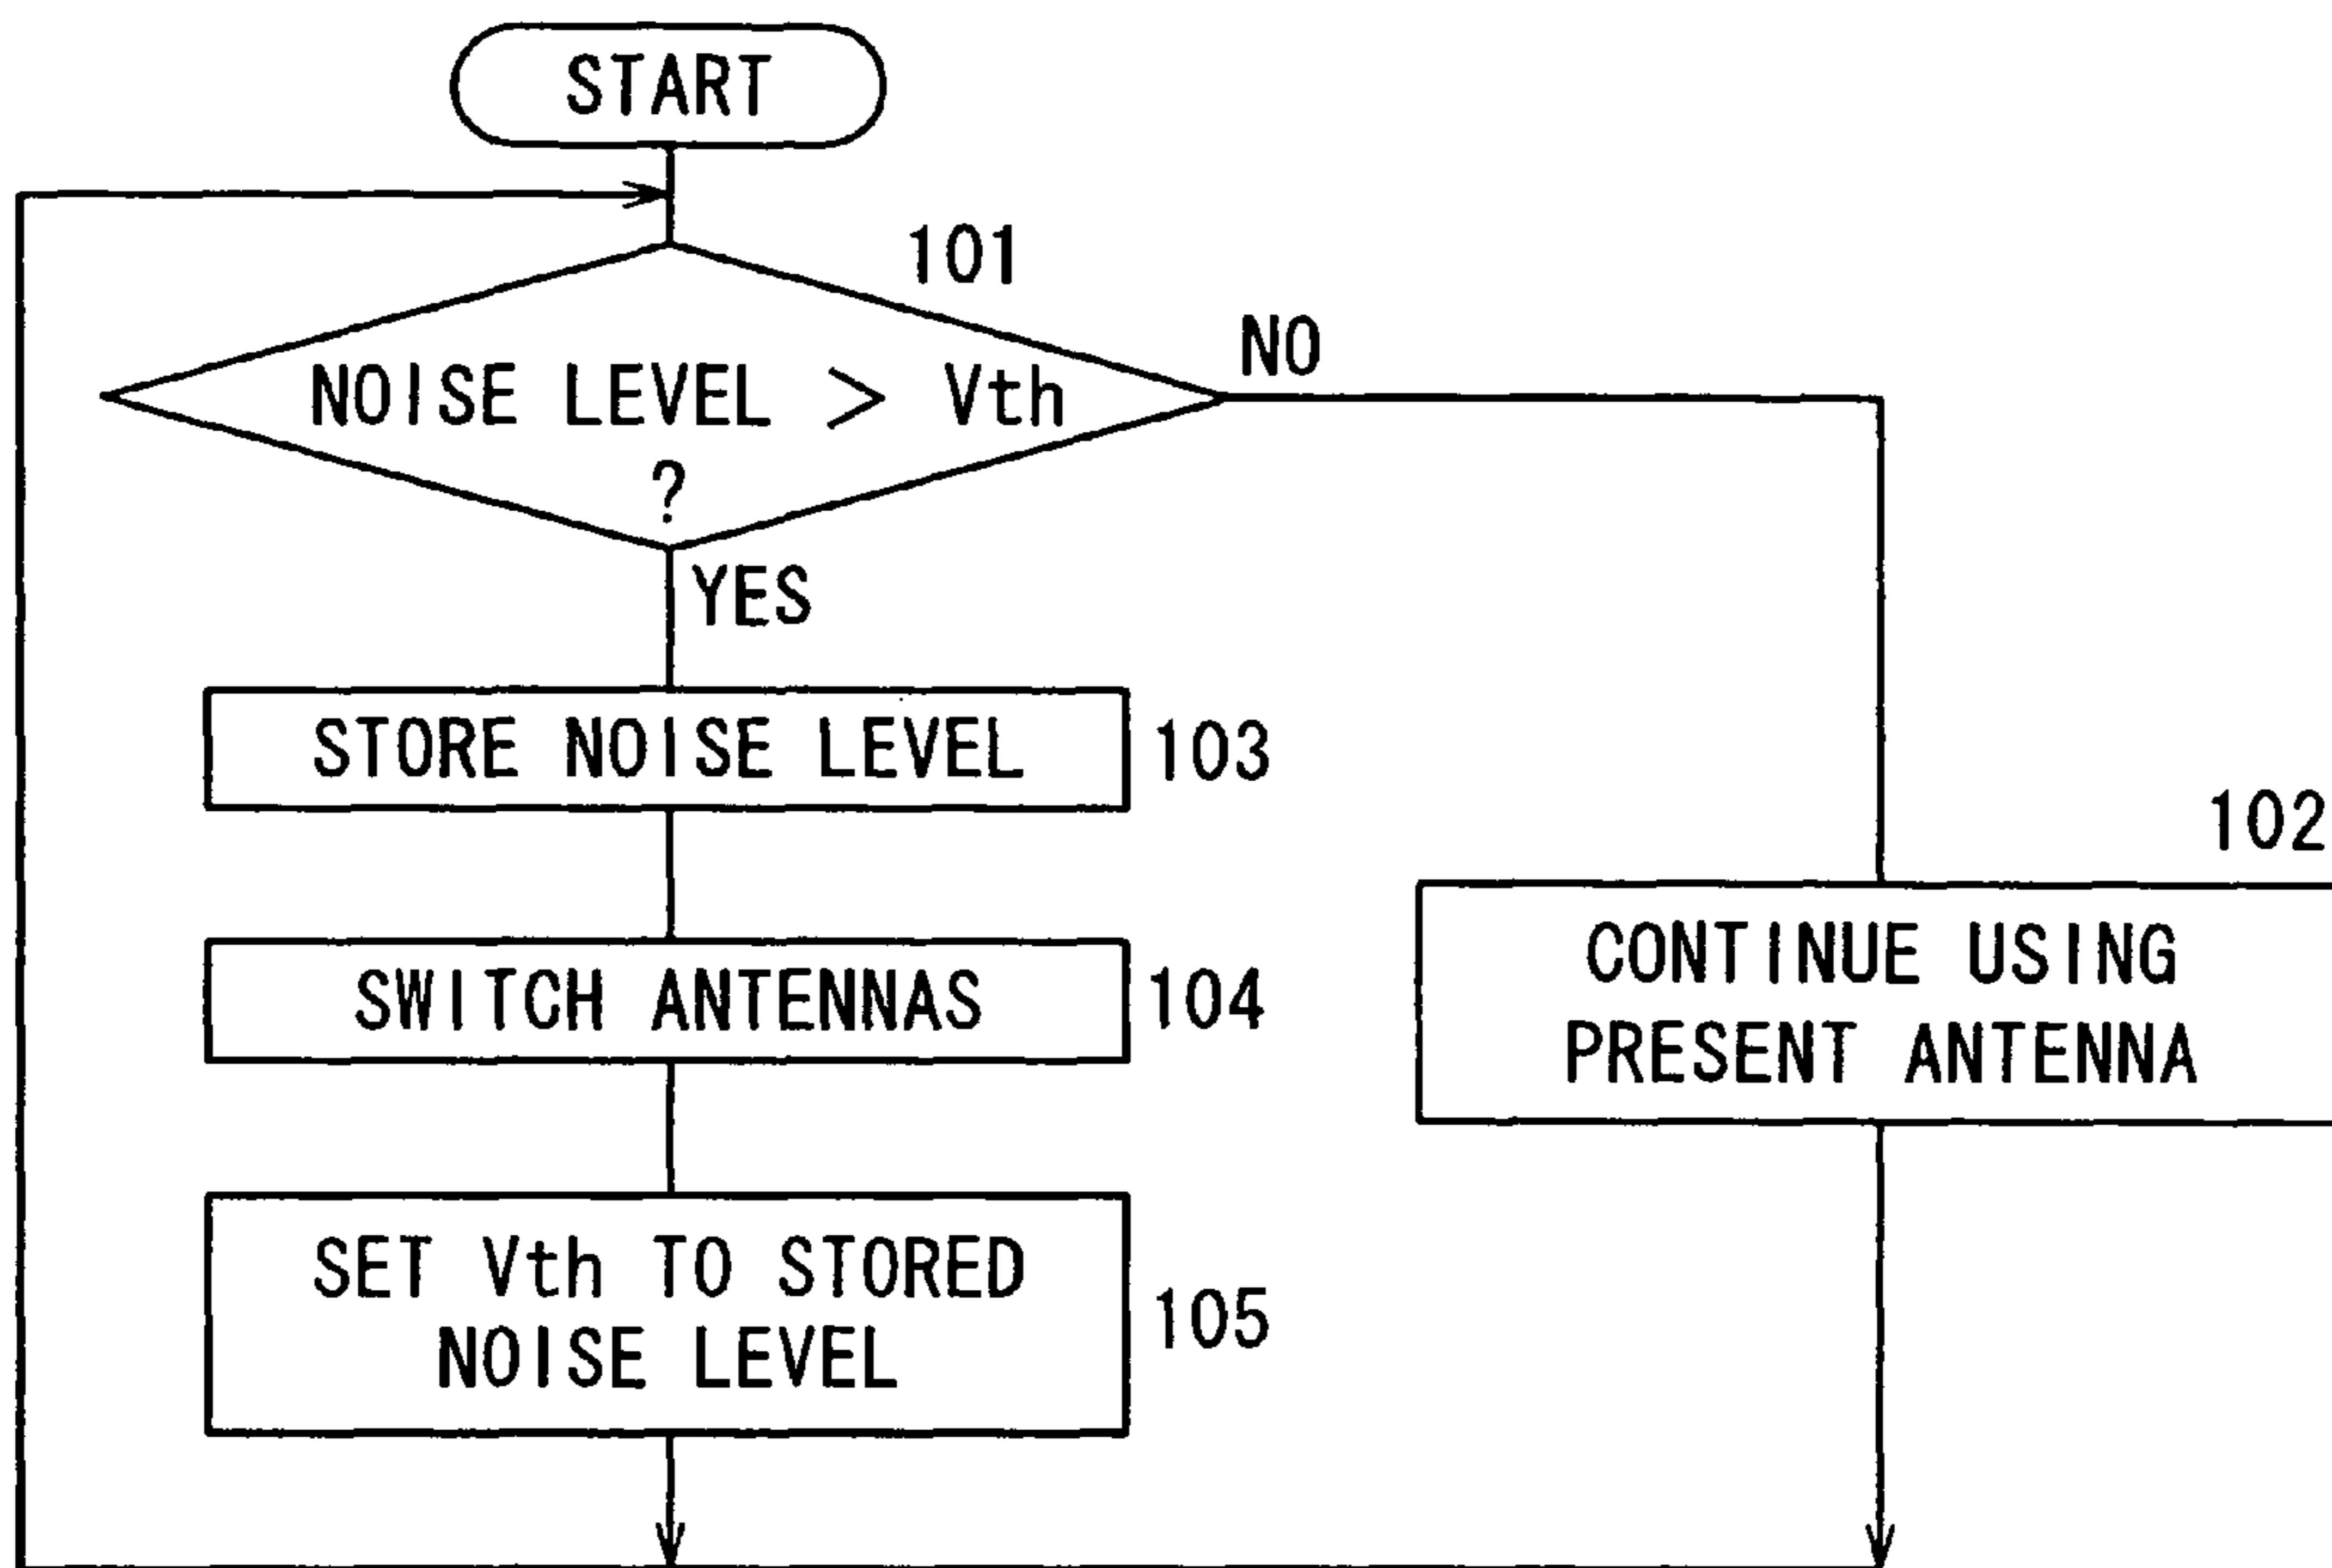 START
101
NOISE LEVEL > Vth
?
NO
YES
STORE NOISE LEVEL
103
SWITCH ANTENNAS
104
SET Vth TO STORED
NOISE LEVEL
105
102
CONTINUE USING
PRESENT ANTENNA